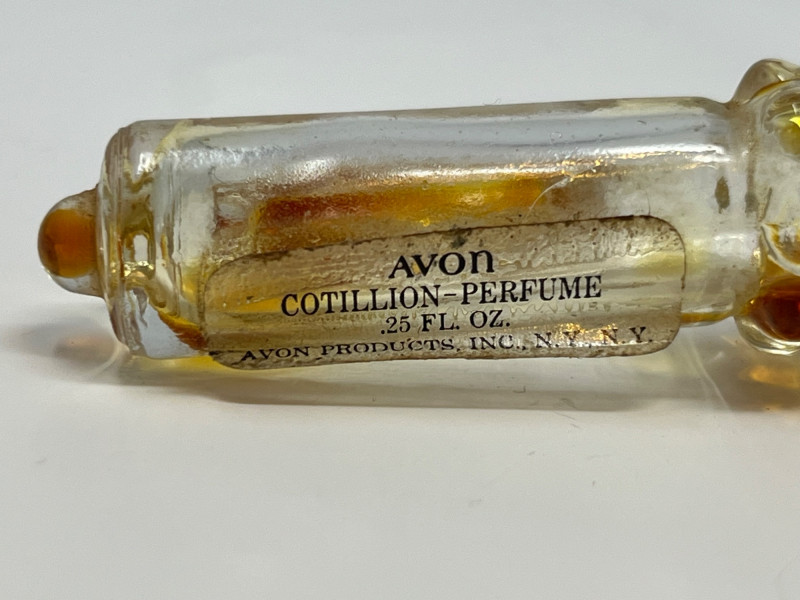 AVON
COTILLION-PERFUME
.25 FL. OZ.
AVON PRODUCTS, INC., N.Y., N.Y.